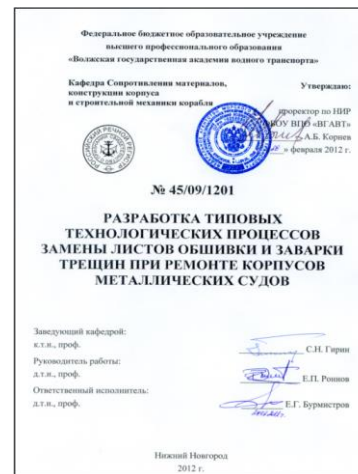 Федеральное бюджетное образовательное учреждение
высшего профессионального образования
«Волжская государственная академия водного транспорта»
Кафедра Сопротивления материалов,
конструкции корпуса
и строительной механики корабля
Утверждаю:
проректор по НИР
ВПО «ВГАВТ»
А.Б. Корнев
» февраля 2012 г.
РОССИЙСКИЙ РЕЧНОЙ РЕГИСТР
№ 45/09/1201
РАЗРАБОТКА ТИПОВЫХ
ТЕХНОЛОГИЧЕСКИХ ПРОЦЕССОВ
ЗАМЕНЫ ЛИСТОВ ОБШИВКИ И ЗАВАРКИ
ТРЕЩИН ПРИ РЕМОНТЕ КОРПУСОВ
МЕТАЛЛИЧЕСКИХ СУДОВ
Заведующий кафедрой:
к.т.н., проф. С.Н. Гирин
Руководитель работы:
д.т.н., проф. Е.П. Роннов
Ответственный исполнитель:
д.т.н., проф. Е.Г. Бурмистров
Нижний Новгород
2012 г.